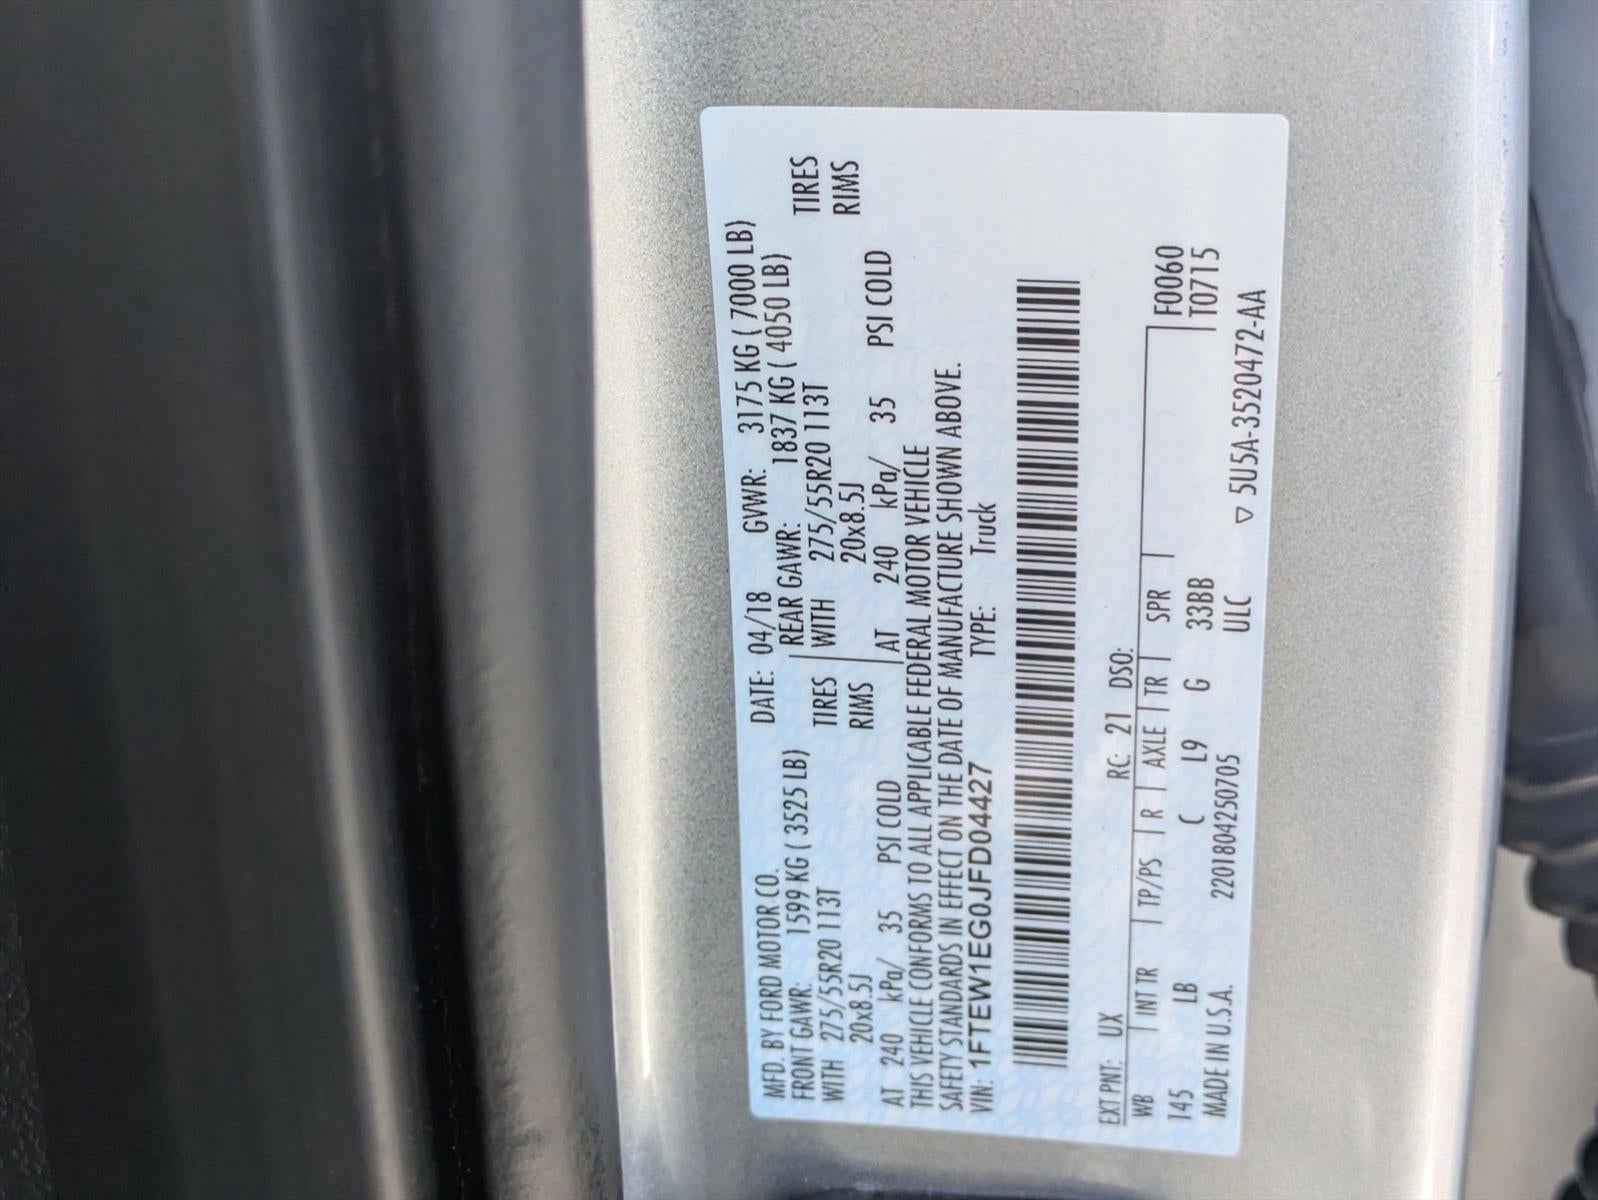 MFD. BY FORD MOTOR CO. DATE: 04/18 GVWR: 3175 KG ( 7000 LB)
FRONT GAWR: 1599 KG ( 3525 LB) REAR GAWR: 1837 KG ( 4050 LB)
WITH 275/55R20 113T TIRES WITH 275/55R20 113T TIRES
20x8.5J RIMS 20x8.5J RIMS
AT 240 kPa/ 35 PSI COLD AT 240 kPa/ 35 PSI COLD
THIS VEHICLE CONFORMS TO ALL APPLICABLE FEDERAL MOTOR VEHICLE
SAFETY STANDARDS IN EFFECT ON THE DATE OF MANUFACTURE SHOWN ABOVE.
VIN: 1FTEW1EG0JFD04427 TYPE: Truck
EXT PNT: UX RC: 21 DSO:
WB INT TR TP/PS R AXLE TR SPR F0060
145 LB C L9 G 33BB T0715
MADE IN U.S.A. 220180425070​5 ULC ▽ 5U5A-3520472-AA